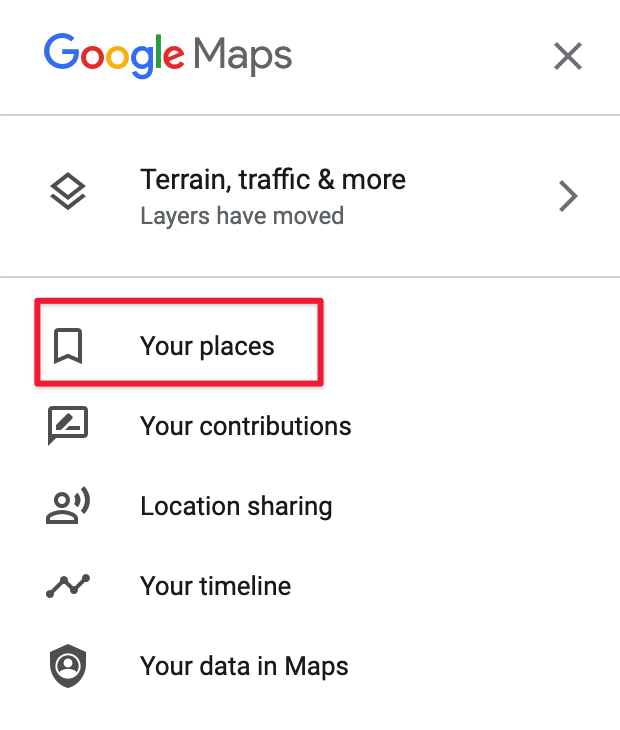 Google Maps
Terrain, traffic & more
Layers have moved
Your places
Your contributions
Location sharing
Your timeline
Your data in Maps